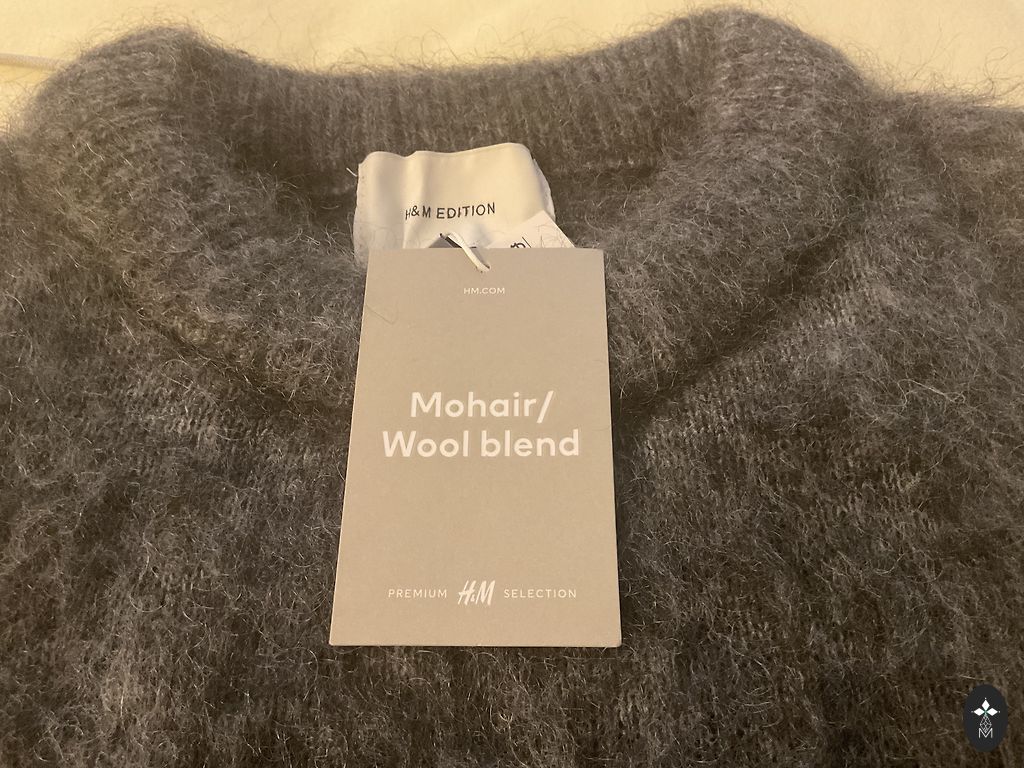 H&M EDITION
HM.COM
Mohair/
Wool blend
PREMIUM H&M SELECTION
M